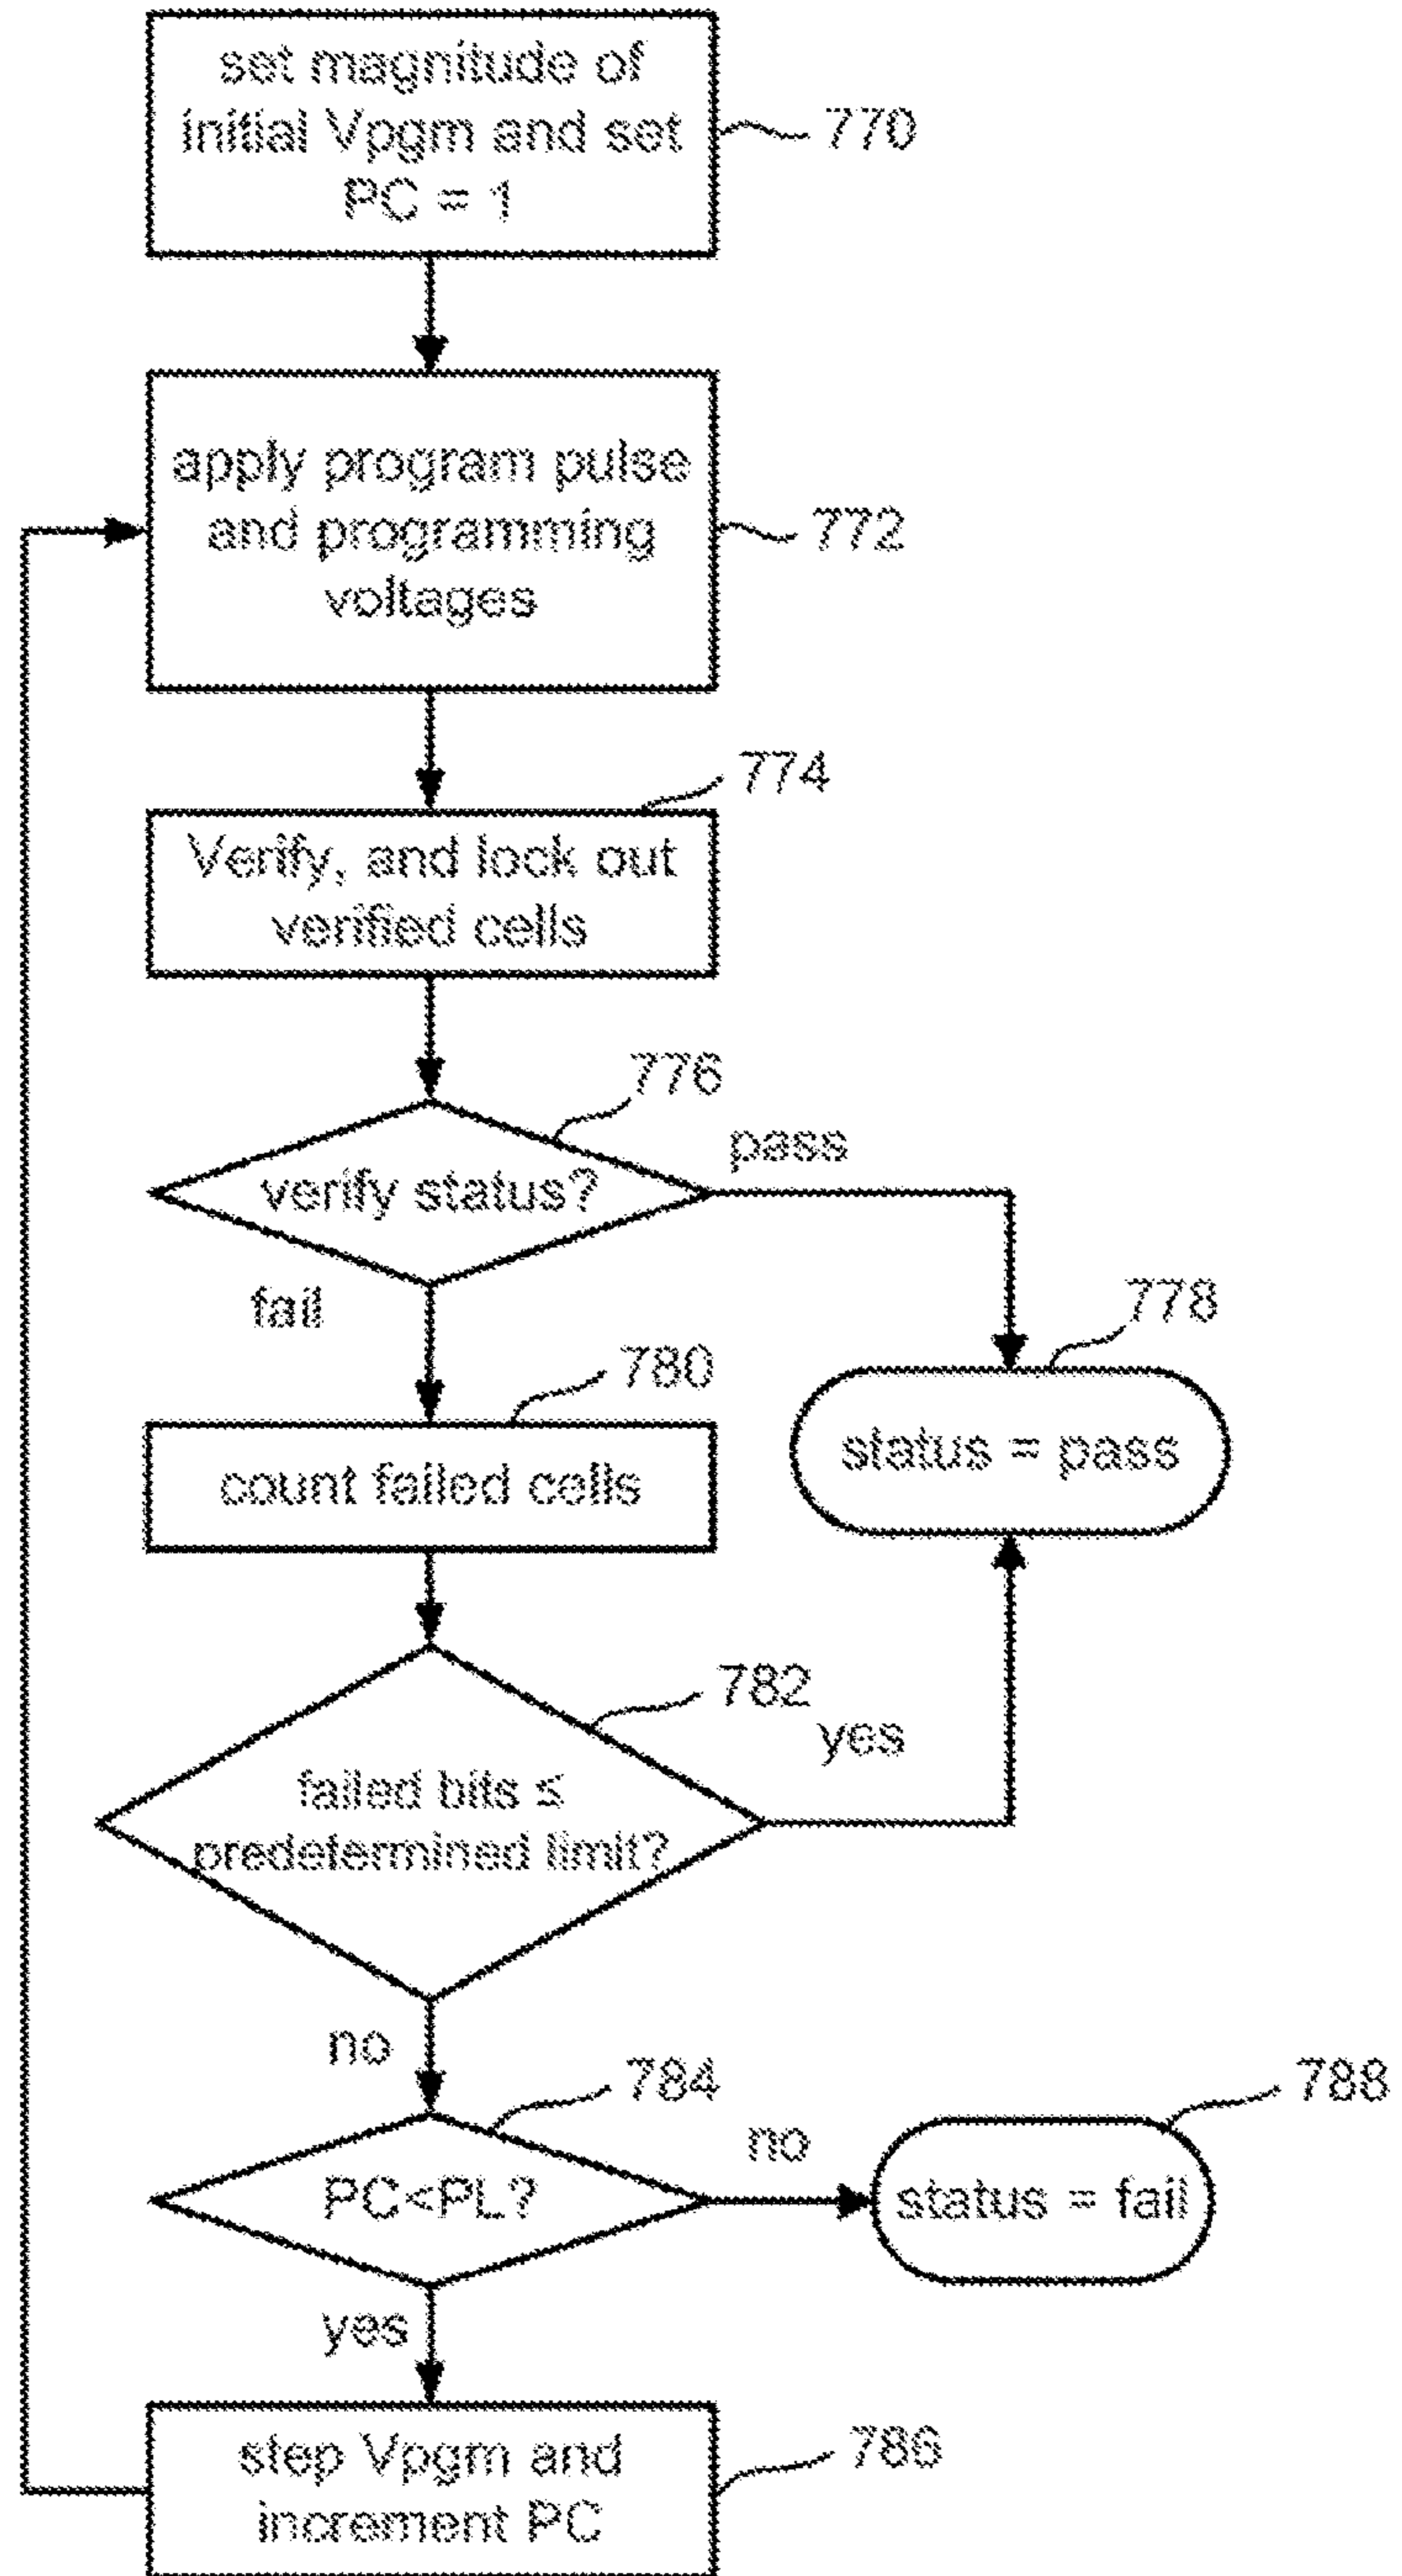 set magnitude of
initial Vpgm and set
PC = 1
770
apply program pulse
and programming
voltages
772
774
Verify, and lock out
verified cells
776
pass
verify status?
fail
778
780
status = pass
count failed cells
782
yes
failed bits ≤
predetermined limit?
no
784
788
no
PC<PL?
status = fail
yes
step Vpgm and
increment PC
786